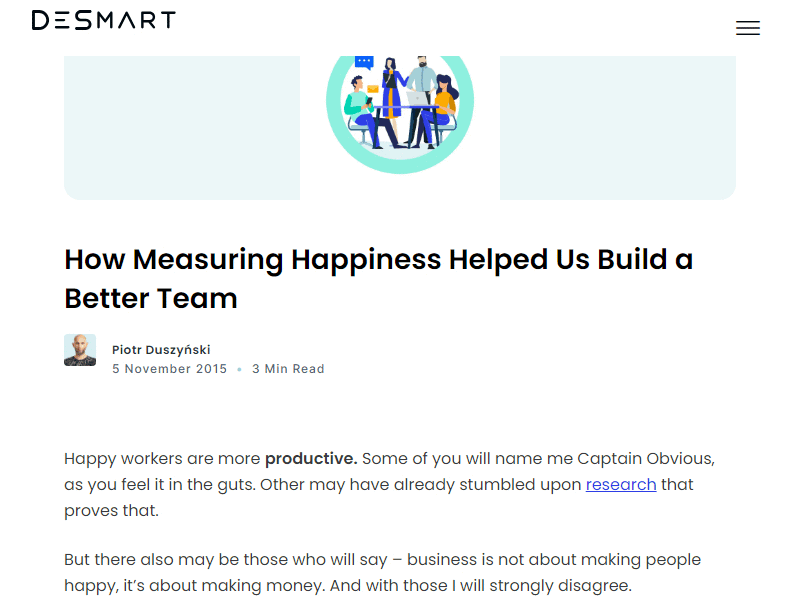 DESMART
How Measuring Happiness Helped Us Build a
Better Team
Piotr Duszyński
5 November 2015 • 3 Min Read
Happy workers are more productive. Some of you will name me Captain Obvious,
as you feel it in the guts. Other may have already stumbled upon research that
proves that.
But there also may be those who will say – business is not about making people
happy, it’s about making money. And with those I will strongly disagree.